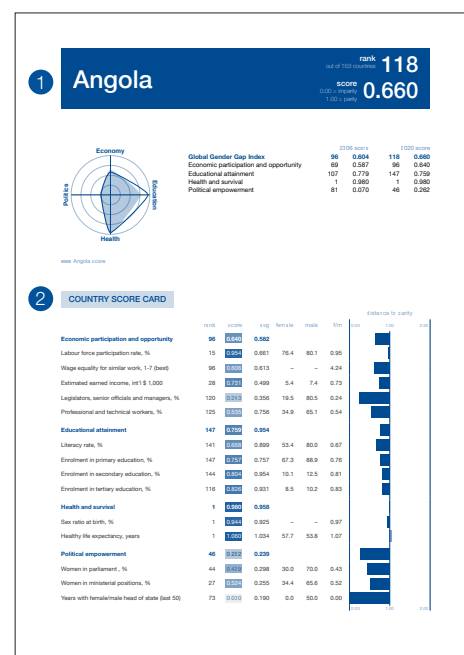 1
Angola
rank
out of 153 countries
118
score
0.00 = imparity
1.00 = parity
0.660
Economy
Politics
Education
Health
Angola score
2006 score 2020 score
Global Gender Gap Index 96 0.604 118 0.660
Economic participation and opportunity 69 0.587 96 0.640
Educational attainment 107 0.779 147 0.759
Health and survival 1 0.980 1 0.980
Political empowerment 81 0.070 46 0.262
2
COUNTRY SCORE CARD
distance to parity
rank score avg female male f/m 0.00 1.00 2.00
Economic participation and opportunity 96 0.640 0.582
Labour force participation rate, % 15 0.954 0.661 76.4 80.1 0.95
Wage equality for similar work, 1-7 (best) 96 0.606 0.613 – – 4.24
Estimated earned income, int'l $ 1,000 28 0.731 0.499 5.4 7.4 0.73
Legislators, senior officials and managers, % 120 0.243 0.356 19.5 80.5 0.24
Professional and technical workers, % 125 0.535 0.756 34.9 65.1 0.54
Educational attainment 147 0.759 0.954
Literacy rate, % 141 0.668 0.899 53.4 80.0 0.67
Enrolment in primary education, % 147 0.757 0.757 67.3 88.9 0.76
Enrolment in secondary education, % 144 0.804 0.954 10.1 12.5 0.81
Enrolment in tertiary education, % 116 0.826 0.931 8.5 10.2 0.83
Health and survival 1 0.980 0.958
Sex ratio at birth, % 1 0.944 0.925 – – 0.97
Healthy life expectancy, years 1 1.060 1.034 57.7 53.8 1.07
Political empowerment 46 0.262 0.239
Women in parliament , % 44 0.429 0.298 30.0 70.0 0.43
Women in ministerial positions, % 27 0.524 0.255 34.4 65.6 0.52
Years with female/male head of state (last 50) 73 0.000 0.190 0.0 50.0 0.00
0.00 1.00 2.00